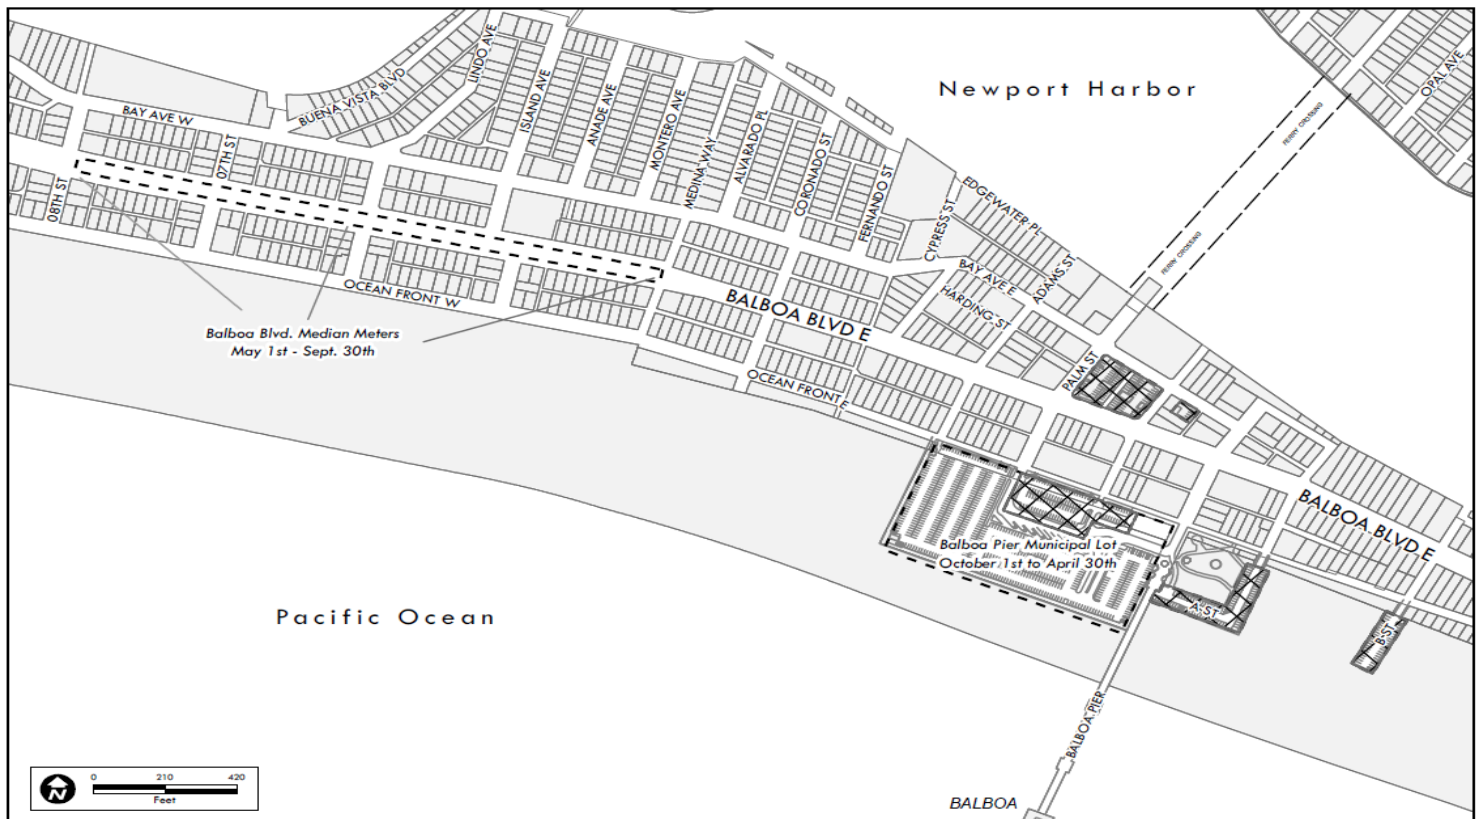 Newport Harbor
OPAL AVE
LINDO AVE
BUENA VISTA BLVD
ISLAND AVE
ANADE AVE
MONTERO AVE
MEDINA WAY
ALVARADO PL
CORONADO ST
FERNANDO ST
CYPRESS ST
EDGEWATER PL
FERRY CROSSING
FERRY CROSSING
BAY AVE W
07TH ST
08TH ST
BAY AVE E
ADAMS ST
HARDING ST
OCEAN FRONT W
Balboa Blvd. Median Meters
May 1st - Sept. 30th
BALBOA BLVD E
PALM ST
OCEAN FRONT E
BALBOA BLVD E
Balboa Pier Municipal Lot
October 1st to April 30th
A ST
B ST
Pacific Ocean
BALBOA PIER
N
0 210 420
Feet
BALBOA